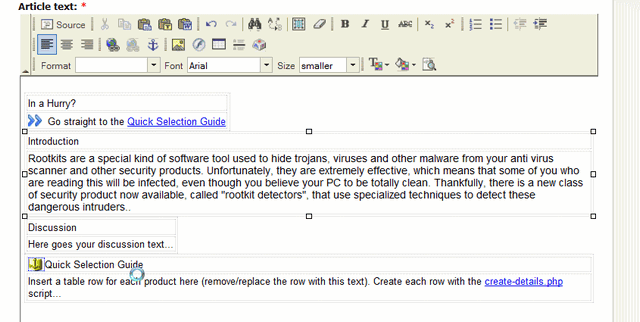 Article text: *
Source
B I U ABC x₂ x²
Format Font Arial Size smaller
In a Hurry?
Go straight to the Quick Selection Guide
Introduction
Rootkits are a special kind of software tool used to hide trojans, viruses and other malware from your anti virus
scanner and other security products. Unfortunately, they are extremely effective, which means that some of you who
are reading this will be infected, even though you believe your PC to be totally clean. Thankfully, there is a new class
of security product now available, called "rootkit detectors", that use specialized techniques to detect these
dangerous intruders..
Discussion
Here goes your discussion text...
Quick Selection Guide
Insert a table row for each product here (remove/replace the row with this text). Create each row with the create-details.php
script...